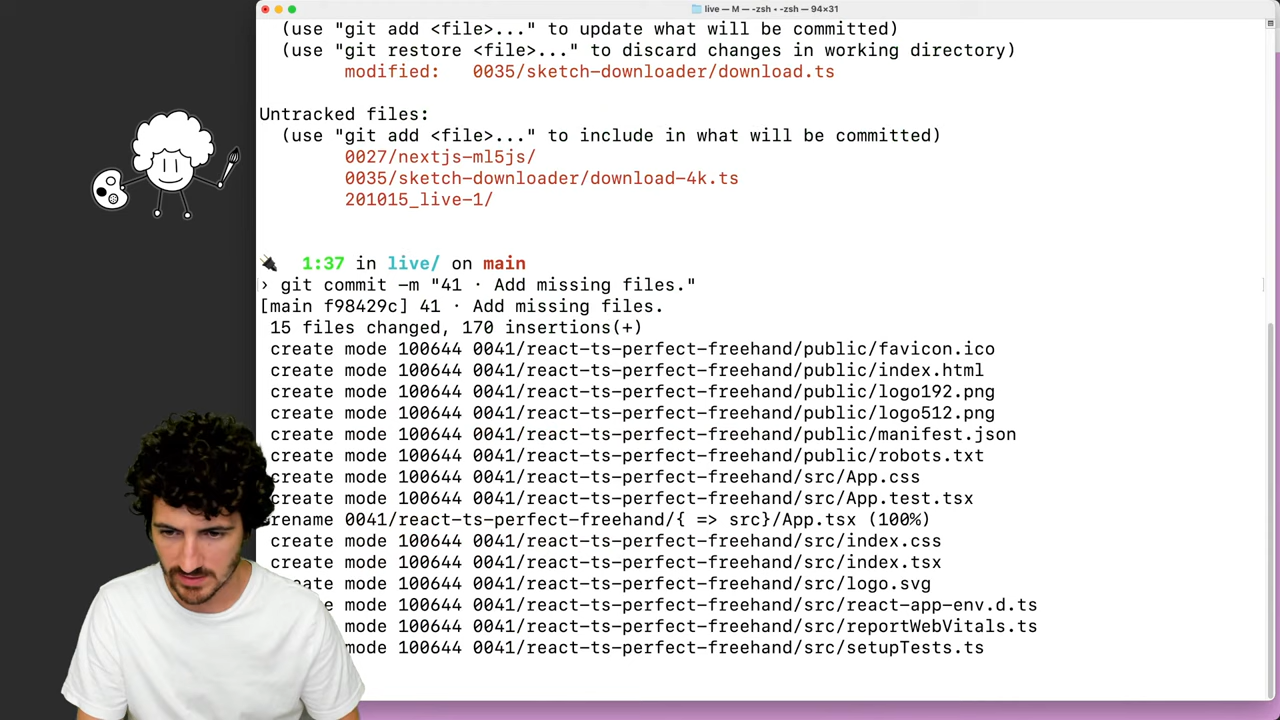 live — M — -zsh • -zsh — 94×31
(use "git add <file>..." to update what will be committed)
(use "git restore <file>..." to discard changes in working directory)
modified:   0035/sketch-downloader/download.ts
Untracked files:
(use "git add <file>..." to include in what will be committed)
0027/nextjs-ml5js/
0035/sketch-downloader/download-4k.ts
201015_live-1/
1:37 in live/ on main
› git commit -m "41 · Add missing files."
[main f98429c] 41 · Add missing files.
15 files changed, 170 insertions(+)
create mode 100644 0041/react-ts-perfect-freehand/public/favicon.ico
create mode 100644 0041/react-ts-perfect-freehand/public/index.html
create mode 100644 0041/react-ts-perfect-freehand/public/logo192.png
create mode 100644 0041/react-ts-perfect-freehand/public/logo512.png
create mode 100644 0041/react-ts-perfect-freehand/public/manifest.json
create mode 100644 0041/react-ts-perfect-freehand/public/robots.txt
create mode 100644 0041/react-ts-perfect-freehand/src/App.css
create mode 100644 0041/react-ts-perfect-freehand/src/App.test.tsx
rename 0041/react-ts-perfect-freehand/{ => src}/App.tsx (100%)
create mode 100644 0041/react-ts-perfect-freehand/src/index.css
create mode 100644 0041/react-ts-perfect-freehand/src/index.tsx
create mode 100644 0041/react-ts-perfect-freehand/src/logo.svg
create mode 100644 0041/react-ts-perfect-freehand/src/react-app-env.d.ts
mode 100644 0041/react-ts-perfect-freehand/src/reportWebVitals.ts
mode 100644 0041/react-ts-perfect-freehand/src/setupTests.ts